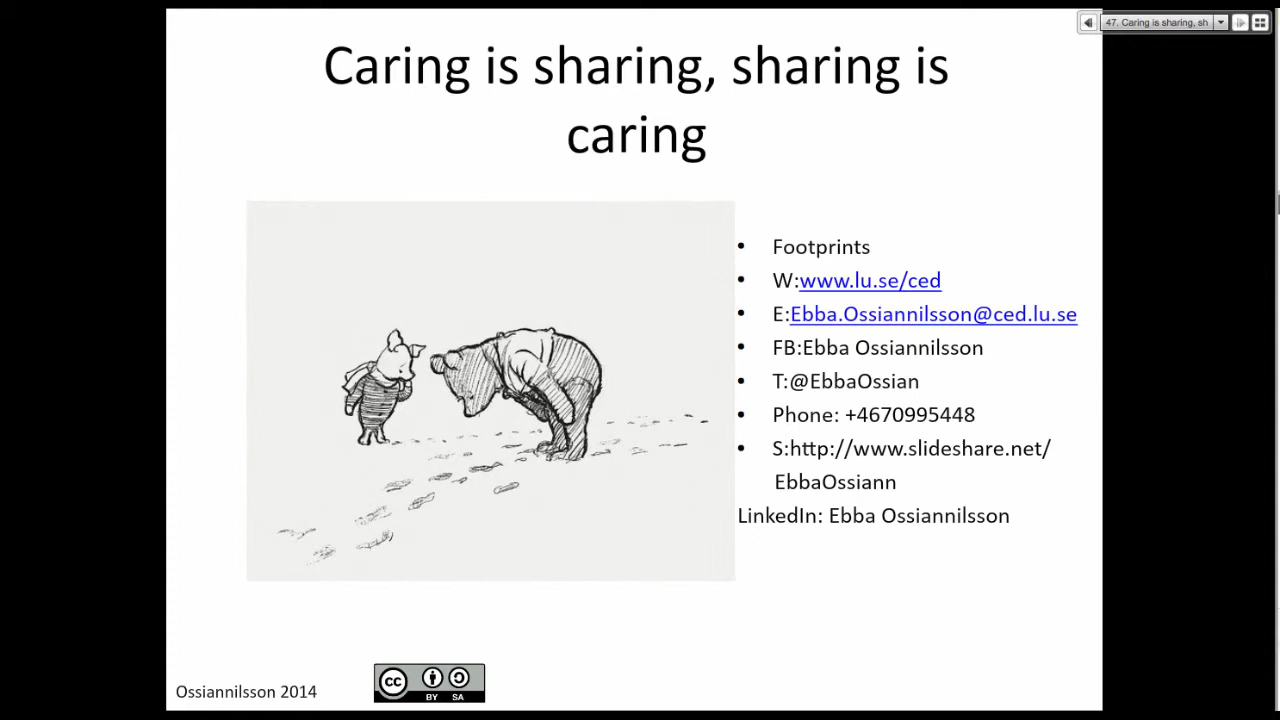 47. Caring is sharing, sh
Caring is sharing, sharing is
caring
• Footprints
• W:www.lu.se/ced
• E:Ebba.Ossiannilsson@ced.lu.se
• FB:Ebba Ossiannilsson
• T:@EbbaOssian
• Phone: +4670995448
• S:http://www.slideshare.net/
EbbaOssiann
LinkedIn: Ebba Ossiannilsson
Ossiannilsson 2014
cc
BY SA